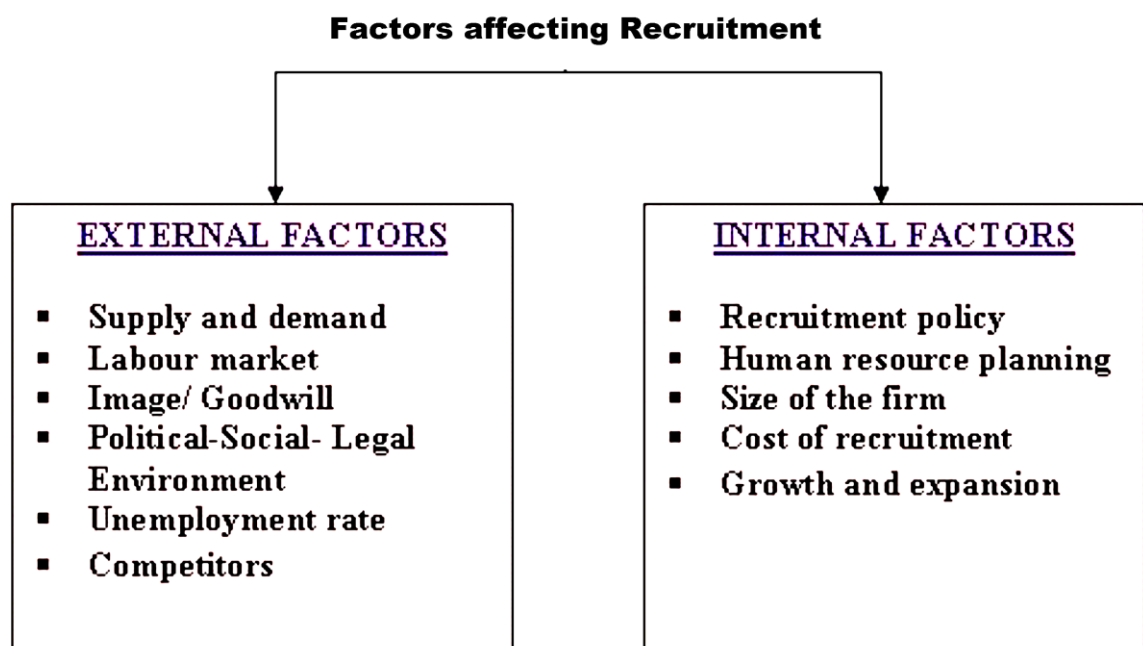 Factors affecting Recruitment
EXTERNAL FACTORS
▪ Supply and demand
▪ Labour market
▪ Image/ Goodwill
▪ Political-Social- Legal
Environment
▪ Unemployment rate
▪ Competitors
INTERNAL FACTORS
▪ Recruitment policy
▪ Human resource planning
▪ Size of the firm
▪ Cost of recruitment
▪ Growth and expansion